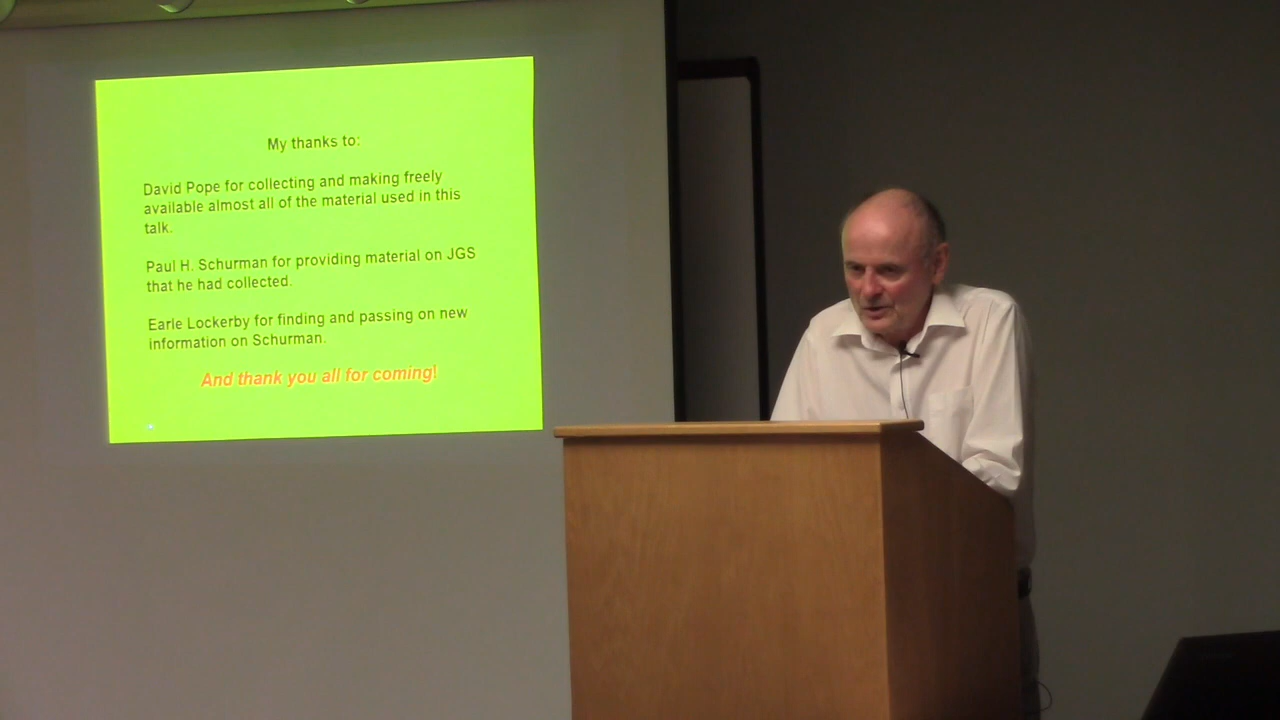 My thanks to:
David Pope for collecting and making freely
available almost all of the material used in this
talk.
Paul H. Schurman for providing material on JGS
that he had collected.
Earle Lockerby for finding and passing on new
information on Schurman.
And thank you all for coming!